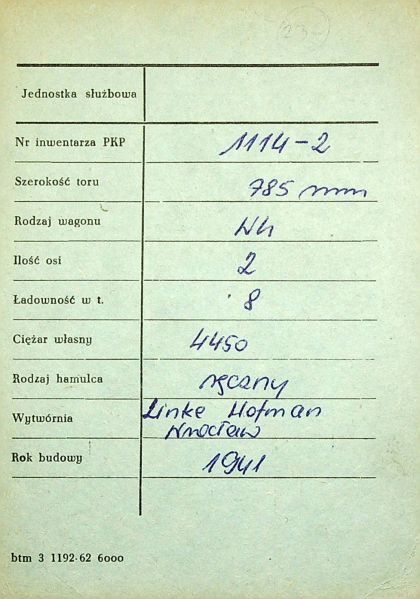 Jednostka służbowa
Nr inwentarza PKP 1114-2
Szerokość toru 785 mm
Rodzaj wagonu Wh
Ilość osi 2
Ładowność w t. 8
Ciężar własny 4450
Rodzaj hamulca ręczny
Wytwórnia Linke Hofman
Wrocław
Rok budowy 1941
btm 3 1192-62 6000